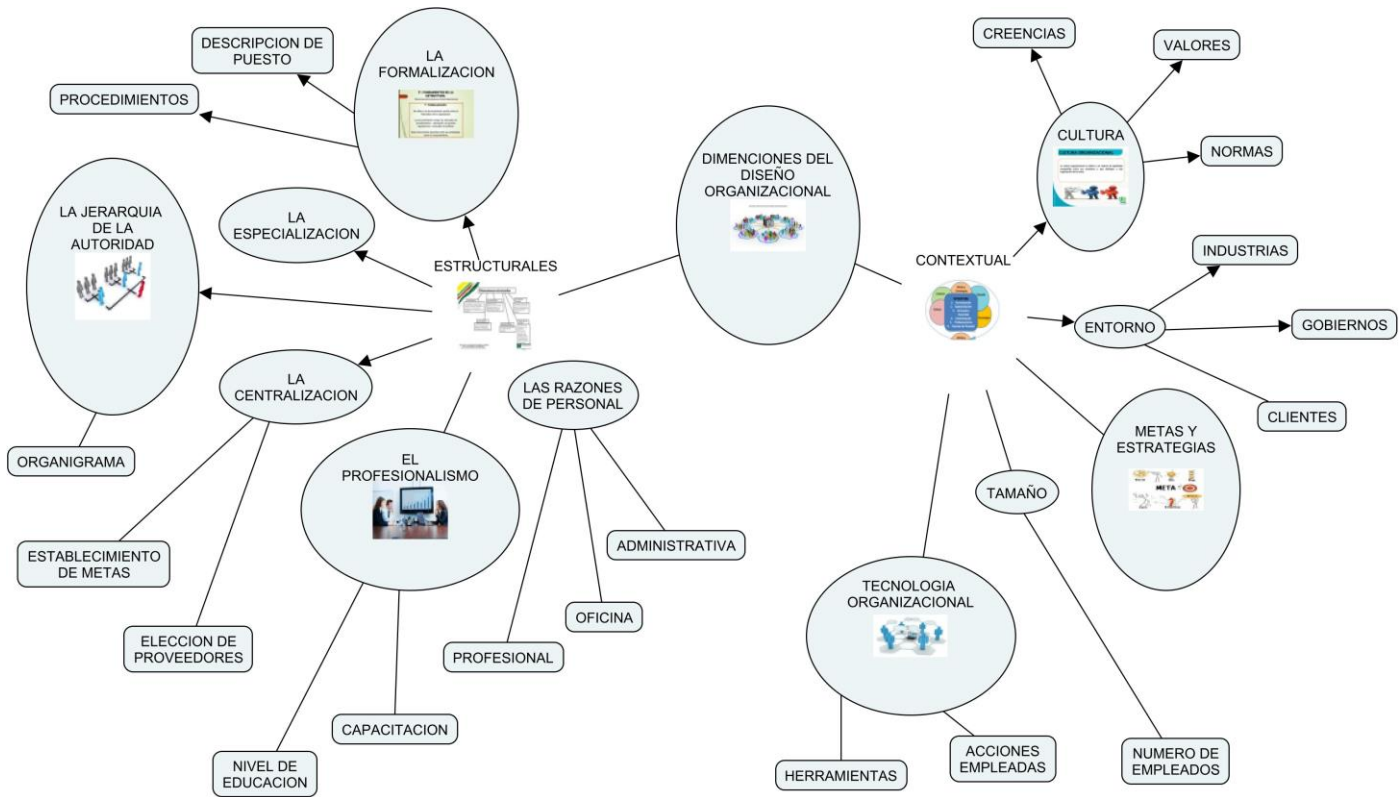 DESCRIPCION DE
PUESTO
PROCEDIMIENTOS
LA
FORMALIZACION
LA JERARQUIA
DE LA
AUTORIDAD
LA
ESPECIALIZACION
ESTRUCTURALES
LA
CENTRALIZACION
ORGANIGRAMA
ESTABLECIMIENTO
DE METAS
ELECCION DE
PROVEEDORES
EL
PROFESIONALISMO
NIVEL DE
EDUCACION
CAPACITACION
LAS RAZONES
DE PERSONAL
PROFESIONAL
OFICINA
ADMINISTRATIVA
DIMENCIONES DEL
DISEÑO
ORGANIZACIONAL
CONTEXTUAL
CREENCIAS
VALORES
CULTURA
CULTURA ORGANIZACIONAL
NORMAS
INDUSTRIAS
ENTORNO
GOBIERNOS
CLIENTES
METAS Y
ESTRATEGIAS
META
TAMAÑO
NUMERO DE
EMPLEADOS
TECNOLOGIA
ORGANIZACIONAL
HERRAMIENTAS
ACCIONES
EMPLEADAS